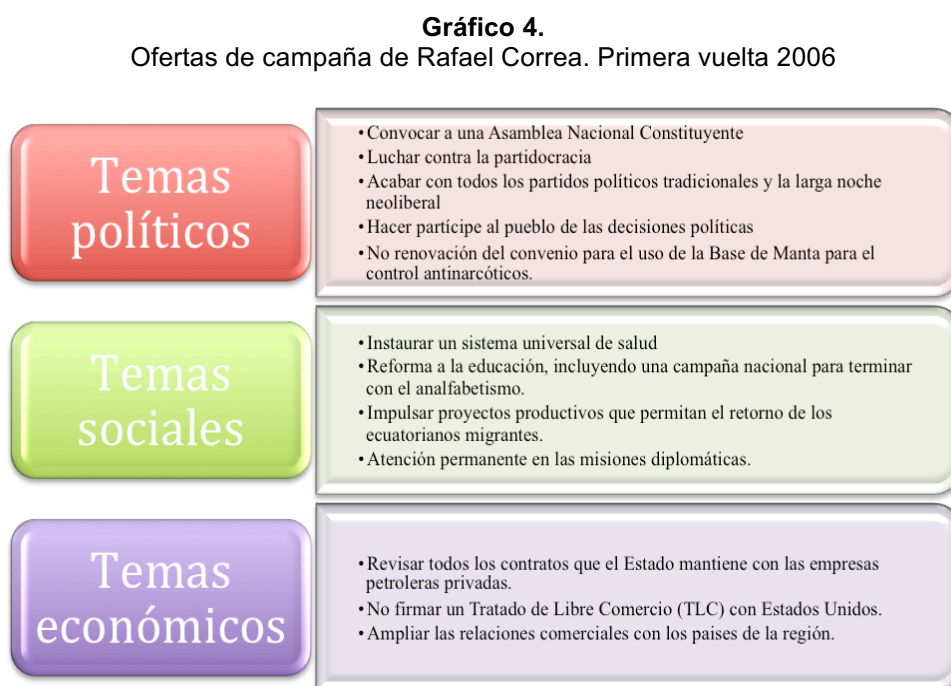 Gráfico 4.
Ofertas de campaña de Rafael Correa. Primera vuelta 2006
Temas
políticos
•Convocar a una Asamblea Nacional Constituyente
•Luchar contra la partidocracia
•Acabar con todos los partidos políticos tradicionales y la larga noche
neoliberal
•Hacer partícipe al pueblo de las decisiones políticas
•No renovación del convenio para el uso de la Base de Manta para el
control antinarcóticos.
Temas
sociales
•Instaurar un sistema universal de salud
•Reforma a la educación, incluyendo una campaña nacional para terminar
con el analfabetismo.
•Impulsar proyectos productivos que permitan el retorno de los
ecuatorianos migrantes.
•Atención permanente en las misiones diplomáticas.
Temas
económicos
•Revisar todos los contratos que el Estado mantiene con las empresas
petroleras privadas.
•No firmar un Tratado de Libre Comercio (TLC) con Estados Unidos.
•Ampliar las relaciones comerciales con los paises de la región.